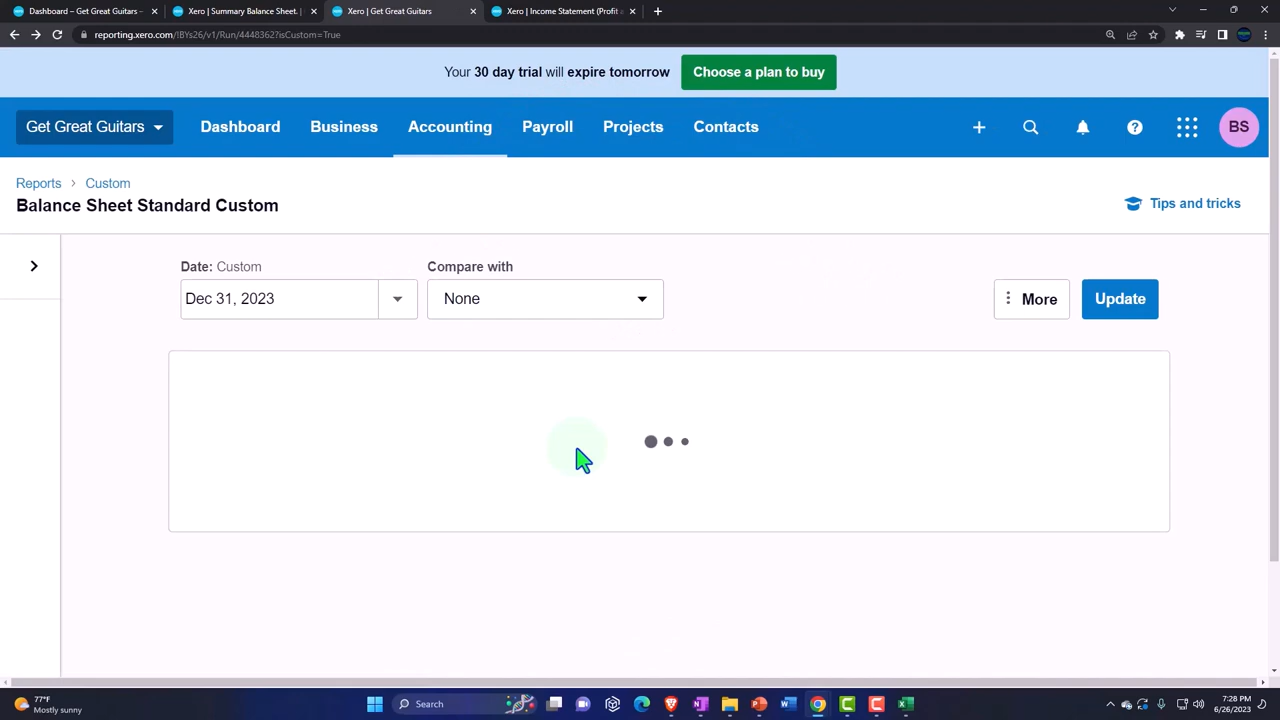 Dashboard – Get Great Guitars –
Xero | Summary Balance Sheet. |
Xero | Get Great Guitars
Xero | Income Statement (Profit a
reporting.xero.com/!BYs26/v1/Run/4448362?isCustom=True
Your 30 day trial will expire tomorrow
Choose a plan to buy
Get Great Guitars
Dashboard
Business
Accounting
Payroll
Projects
Contacts
BS
Reports > Custom
Balance Sheet Standard Custom
Tips and tricks
Date: Custom
Compare with
Dec 31, 2023
None
More
Update
77°F
Mostly sunny
Search
7:28 PM
6/26/2023